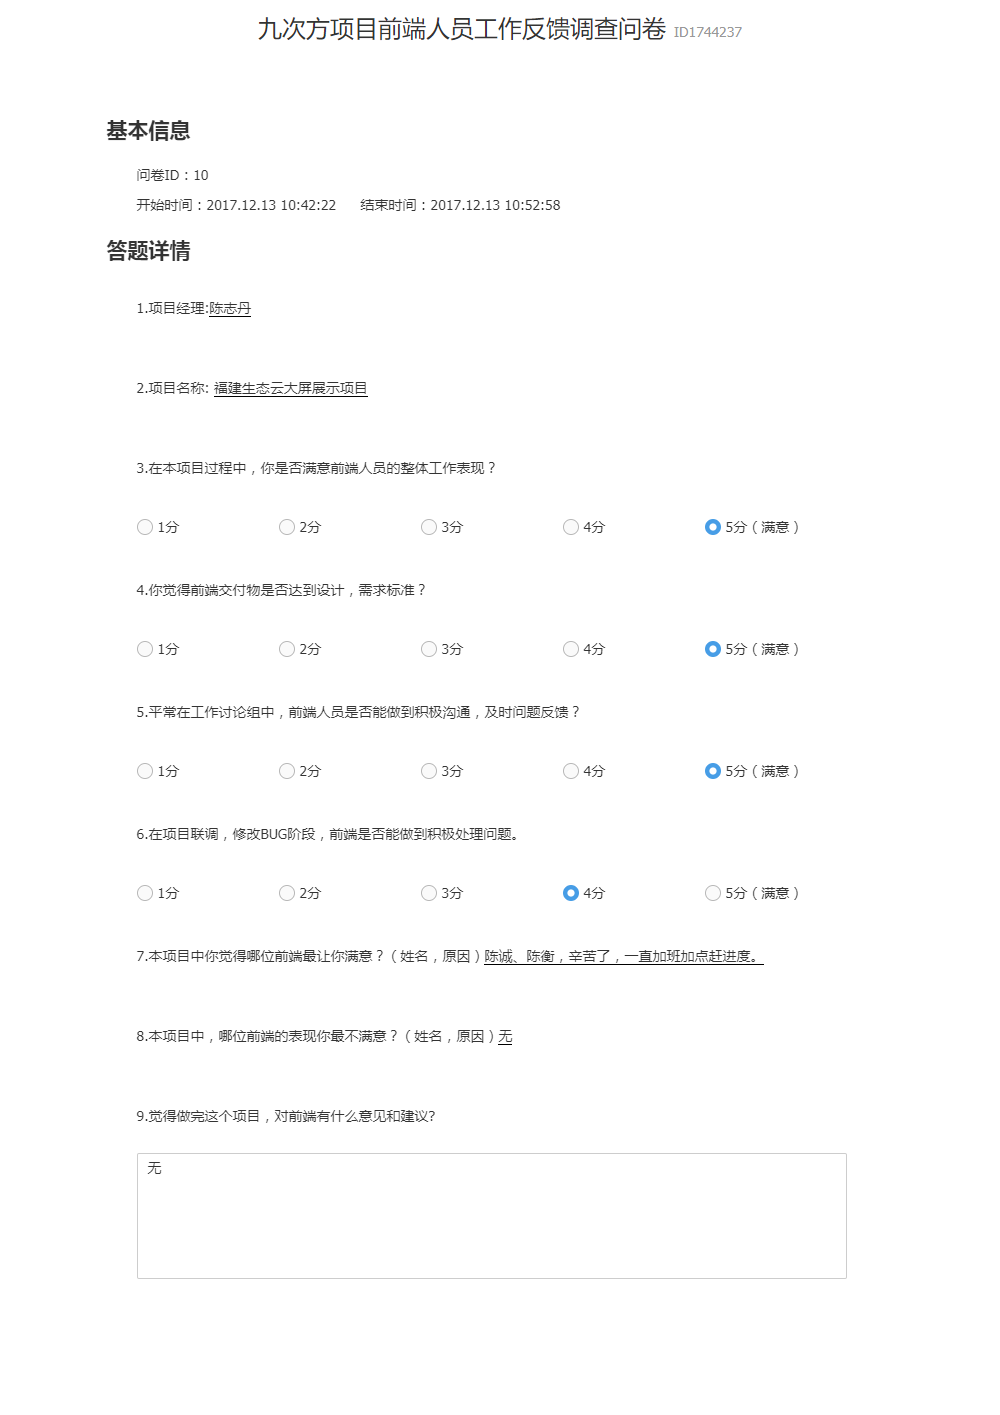 九次方项目前端人员工作反馈调查问卷 ID1744237
基本信息
问卷ID：10
开始时间：2017.12.13 10:42:22 结束时间：2017.12.13 10:52:58
答题详情
1.项目经理:陈志丹
2.项目名称: 福建生态云大屏展示项目
3.在本项目过程中，你是否满意前端人员的整体工作表现？
1分 2分 3分 4分 5分（满意）
4.你觉得前端交付物是否达到设计，需求标准？
1分 2分 3分 4分 5分（满意）
5.平常在工作讨论组中，前端人员是否能做到积极沟通，及时问题反馈？
1分 2分 3分 4分 5分（满意）
6.在项目联调，修改BUG阶段，前端是否能做到积极处理问题。
1分 2分 3分 4分 5分（满意）
7.本项目中你觉得哪位前端最让你满意？（姓名，原因）陈诚、陈衡，辛苦了，一直加班加点赶进度。
8.本项目中，哪位前端的表现你最不满意？（姓名，原因）无
9.觉得做完这个项目，对前端有什么意见和建议?
无